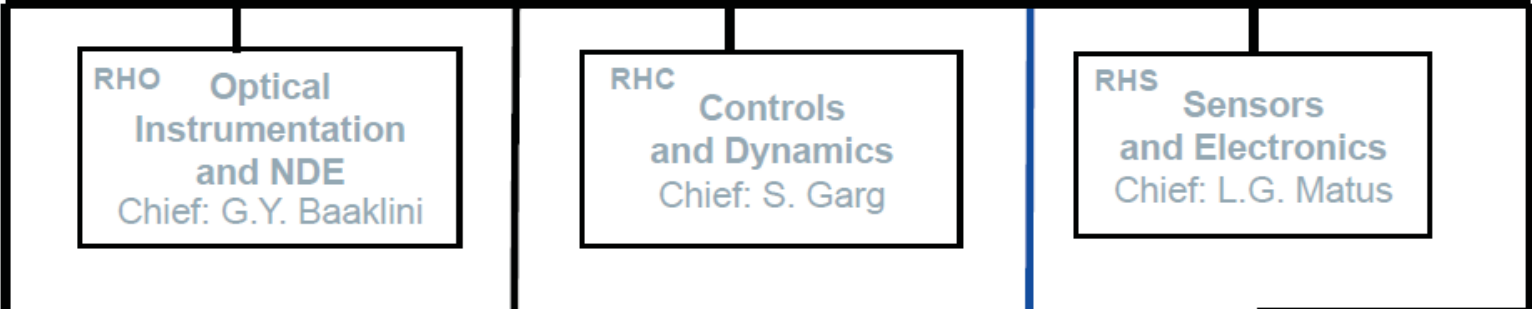 RHO
Optical
Instrumentation
and NDE
Chief: G.Y. Baaklini
RHC
Controls
and Dynamics
Chief: S. Garg
RHS
Sensors
and Electronics
Chief: L.G. Matus